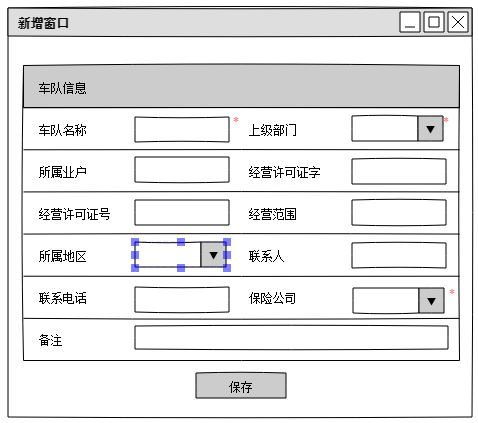 新增窗口
车队信息
车队名称 * 上级部门 *
所属业户 经营许可证字
经营许可证号 经营范围
所属地区 联系人
联系电话 保险公司 *
备注
保存